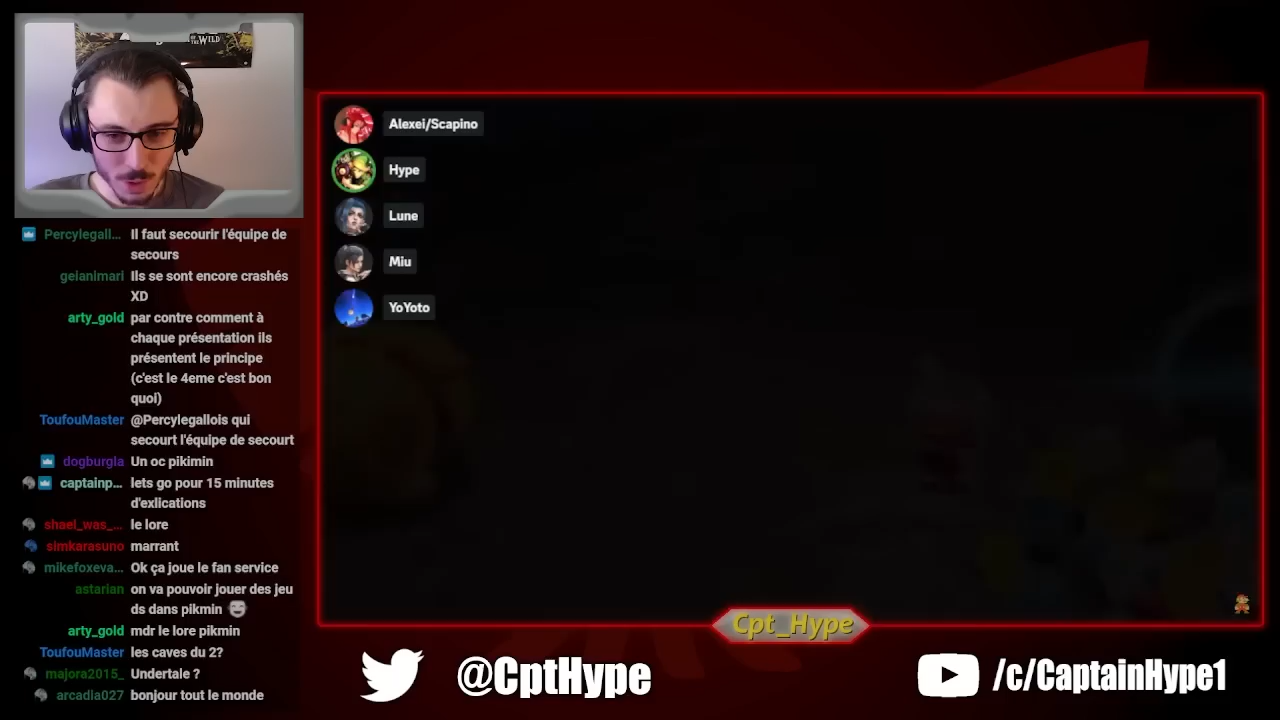 OF THE WILD
Alexei/Scapino
Hype
Lune
Miu
YoYoto
Percylegall... Il faut secourir l'équipe de
secours
geianimari Ils se sont encore crashés
XD
arty_gold par contre comment à
chaque présentation ils
présentent le principe
(c'est le 4eme c'est bon
quoi)
ToufouMaster @Percylegallois qui
secourt l'équipe de secourt
dogburgla Un oc pikimin
captainp... lets go pour 15 minutes
d'exlications
shael_was_... le lore
simkarasuno marrant
mikefoxeva... Ok ça joue le fan service
astarian on va pouvoir jouer des jeu
ds dans pikmin
arty_gold mdr le lore pikmin
ToufouMaster les caves du 2?
majora2015_ Undertale ?
arcadia027 bonjour tout le monde
Cpt_Hype
@CptHype
/c/CaptainHype1